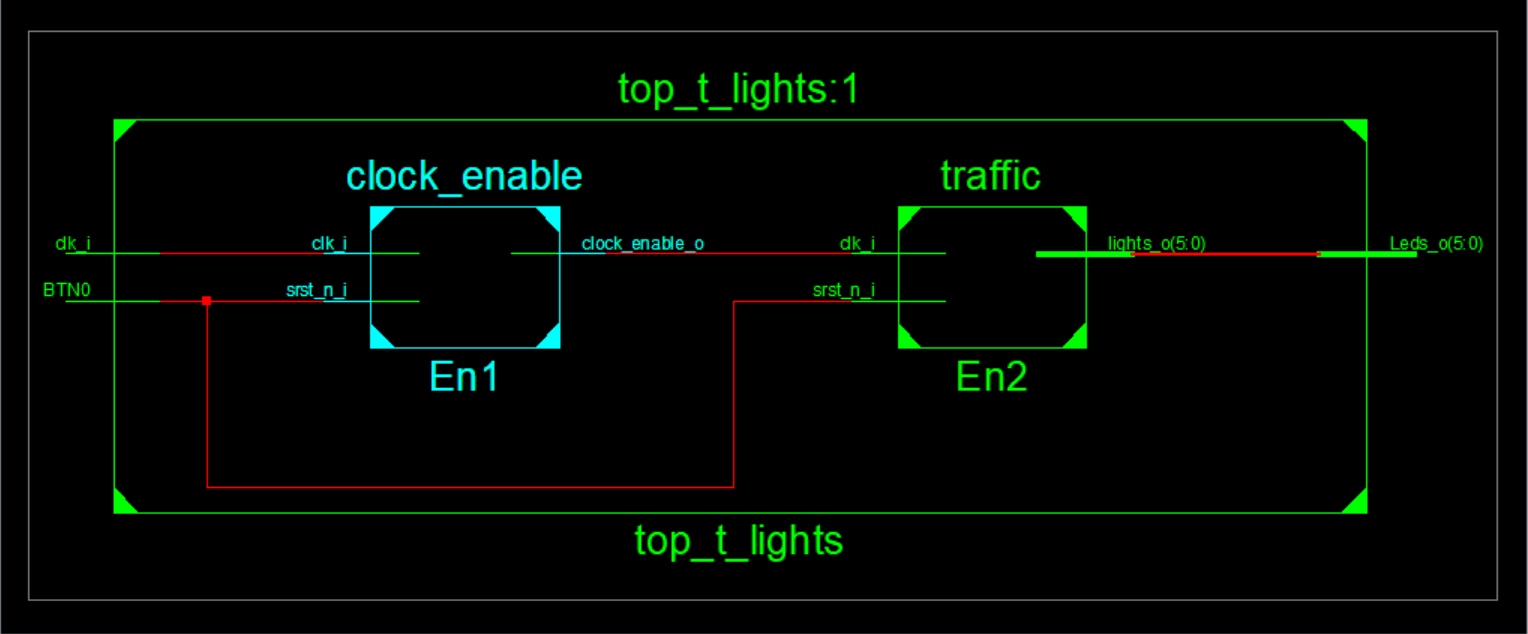 top_t_lights:1
clock_enable
traffic
clk_i
clk_i
clock_enable_o
clk_i
lights_o(5:0)
Leds_o(5:0)
BTN0
srst_n_i
srst_n_i
En1
En2
top_t_lights